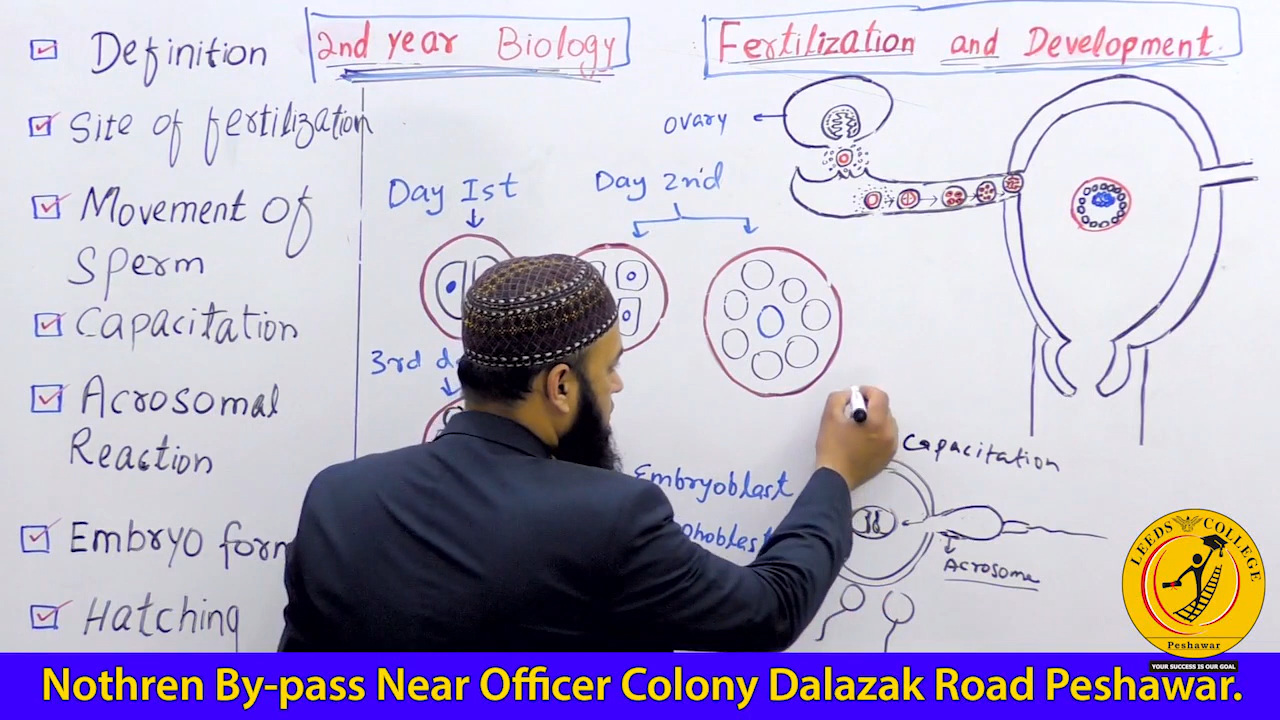 2nd year Biology
Fertilization and Development.
Definition
Site of fertilization
Movement of
Sperm
Capacitation
Acrosomal
Reaction
Embryo form
Hatching
ovary
Day 1st
Day 2nd
3rd d
Embryoblast
phoblast
Capacitation
Acrosome
LEEDS COLLEGE
Peshawar
YOUR SUCCESS IS OUR GOAL
Nothren By-pass Near Officer Colony Dalazak Road Peshawar.